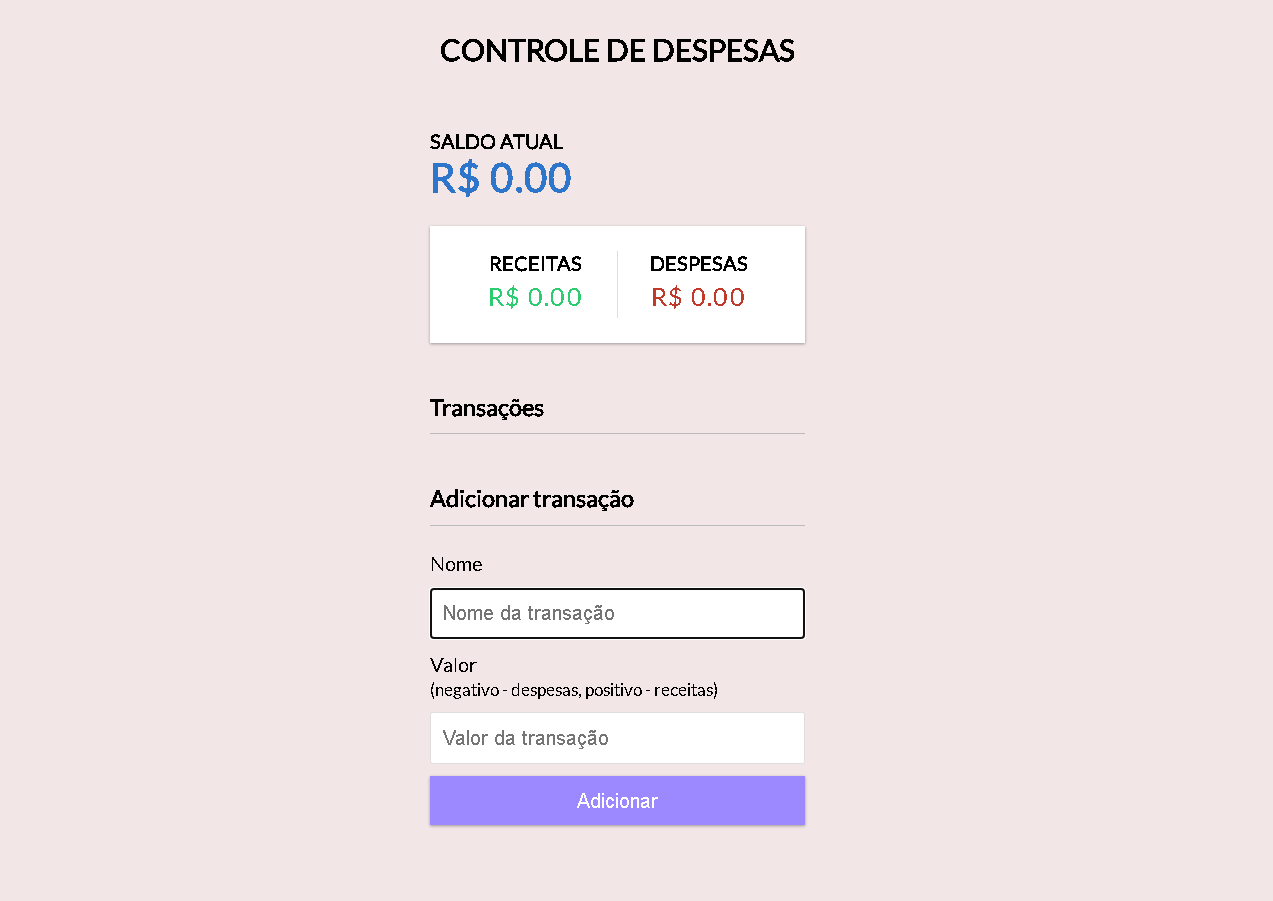 CONTROLE DE DESPESAS
SALDO ATUAL
R$ 0.00
RECEITAS
R$ 0.00
DESPESAS
R$ 0.00
Transações
Adicionar transação
Nome
Nome da transação
Valor
(negativo - despesas, positivo - receitas)
Valor da transação
Adicionar